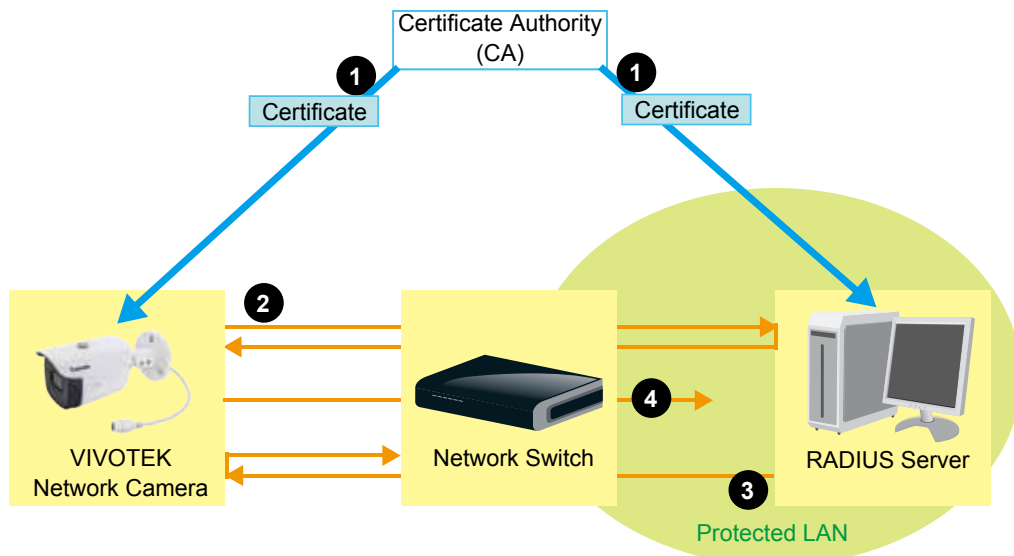 Certificate Authority
(CA)
1
1
Certificate
Certificate
2
4
VIVOTEK
Network Camera
Network Switch
RADIUS Server
3
Protected LAN